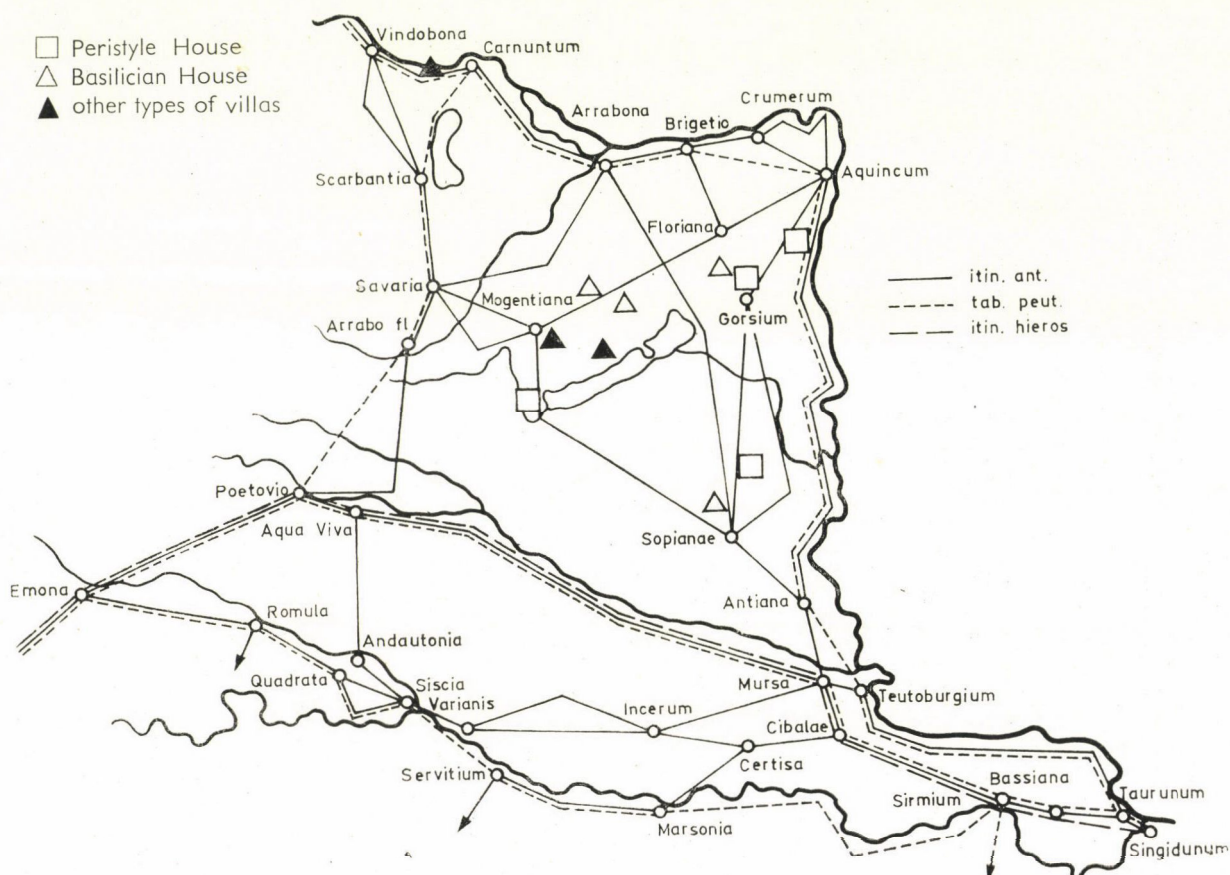 Peristyle House
Basilician House
other types of villas
Vindobona
Carnuntum
Arrabona
Brigetio
Crumerum
Scarbantia
Aquincum
Floriana
itin. ant.
tab. peut.
itin. hieros
Savaria
Mogentiana
Arrabo fl
Gorsium
Poetovio
Aqua Viva
Sopianae
Emona
Romula
Antiana
Andautonia
Quadrata
Siscia
Varianis
Incerum
Mursa
Teutoburgium
Cibalae
Certisa
Servitium
Bassiana
Sirmium
Taurunum
Marsonia
Singidunum